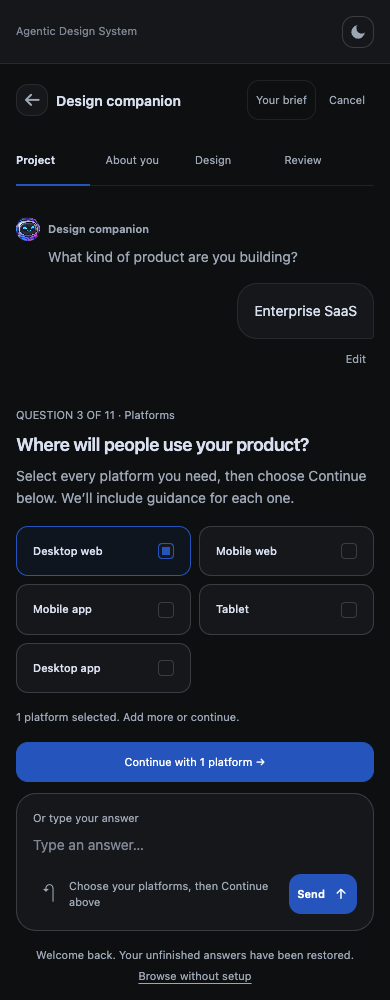 Agentic Design System
Design companion
Your brief
Cancel
Project
About you
Design
Review
Design companion
What kind of product are you building?
Enterprise SaaS
Edit
QUESTION 3 OF 11 · Platforms
Where will people use your product?
Select every platform you need, then choose Continue
below. We’ll include guidance for each one.
Desktop web
Mobile web
Mobile app
Tablet
Desktop app
1 platform selected. Add more or continue.
Continue with 1 platform →
Or type your answer
Type an answer...
Choose your platforms, then Continue
above
Send ↑
Welcome back. Your unfinished answers have been restored.
Browse without setup